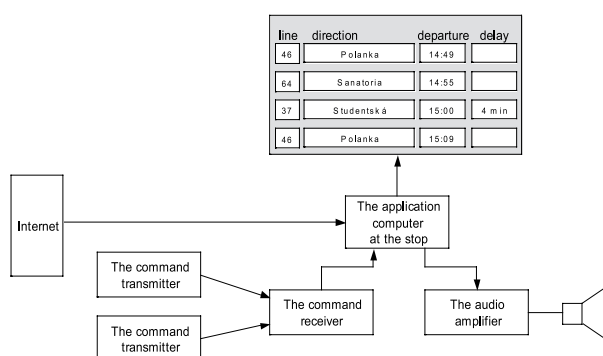 line direction departure delay
46 Polanka 14:49
64 Sanatoria 14:55
37 Studentská 15:00 4 min
46 Polanka 15:09
The application
computer
at the stop
Internet
The command
transmitter
The command
receiver
The audio
amplifier
The command
transmitter